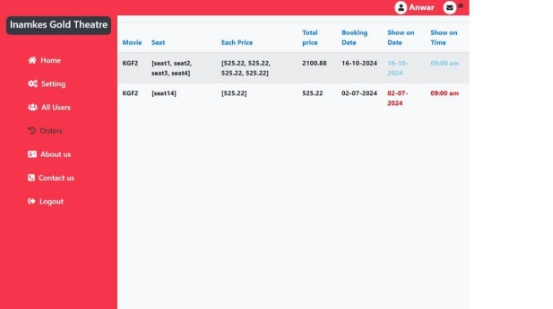 Anwar
Inamkes Gold Theatre
Home
Setting
All Users
Orders
About us
Contact us
Logout
Movie Seat Each Price Total price Booking Date Show on Date Show on Time
KGF2 [seat1, seat2, seat3, seat4] [525.22, 525.22, 525.22, 525.22] 2100.88 16-10-2024 16-10-2024 09:00 am
KGF2 [seat14] [525.22] 525.22 02-07-2024 02-07-2024 09:00 am